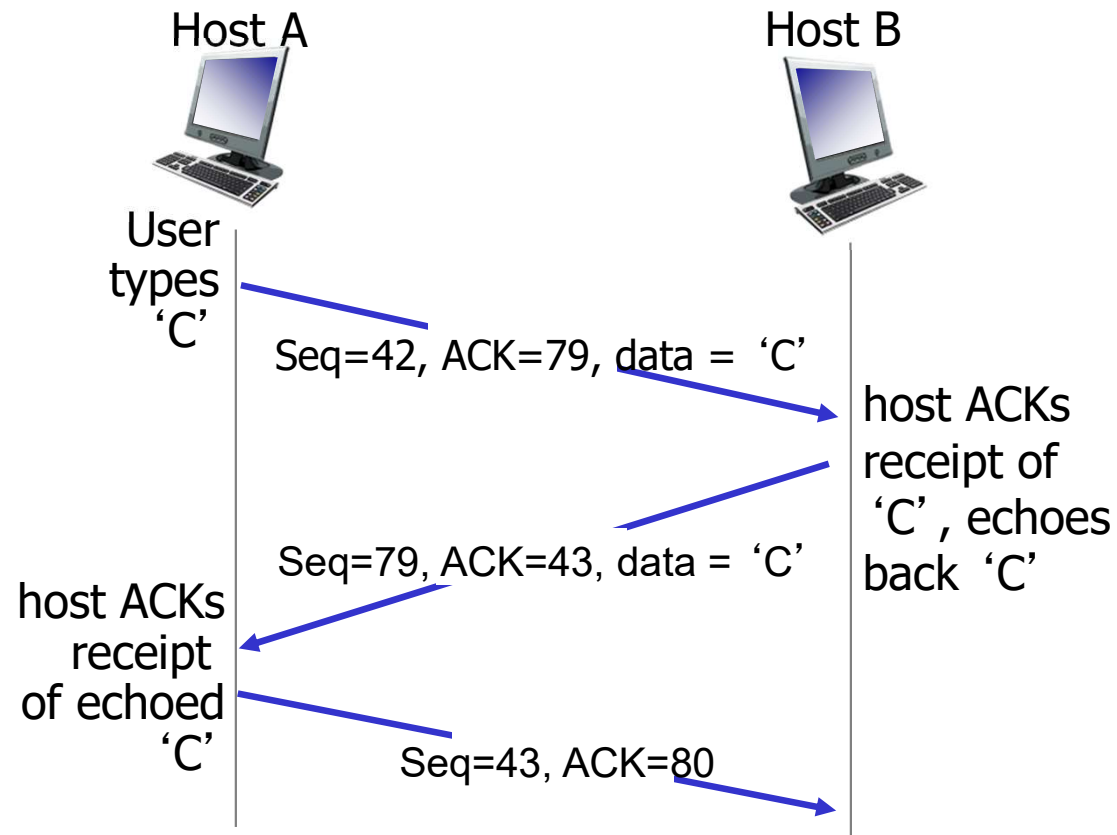 Host A
Host B
User
types
‘C’
Seq=42, ACK=79, data = ‘C’
host ACKs
receipt of
‘C’, echoes
back ‘C’
Seq=79, ACK=43, data = ‘C’
host ACKs
receipt
of echoed
‘C’
Seq=43, ACK=80